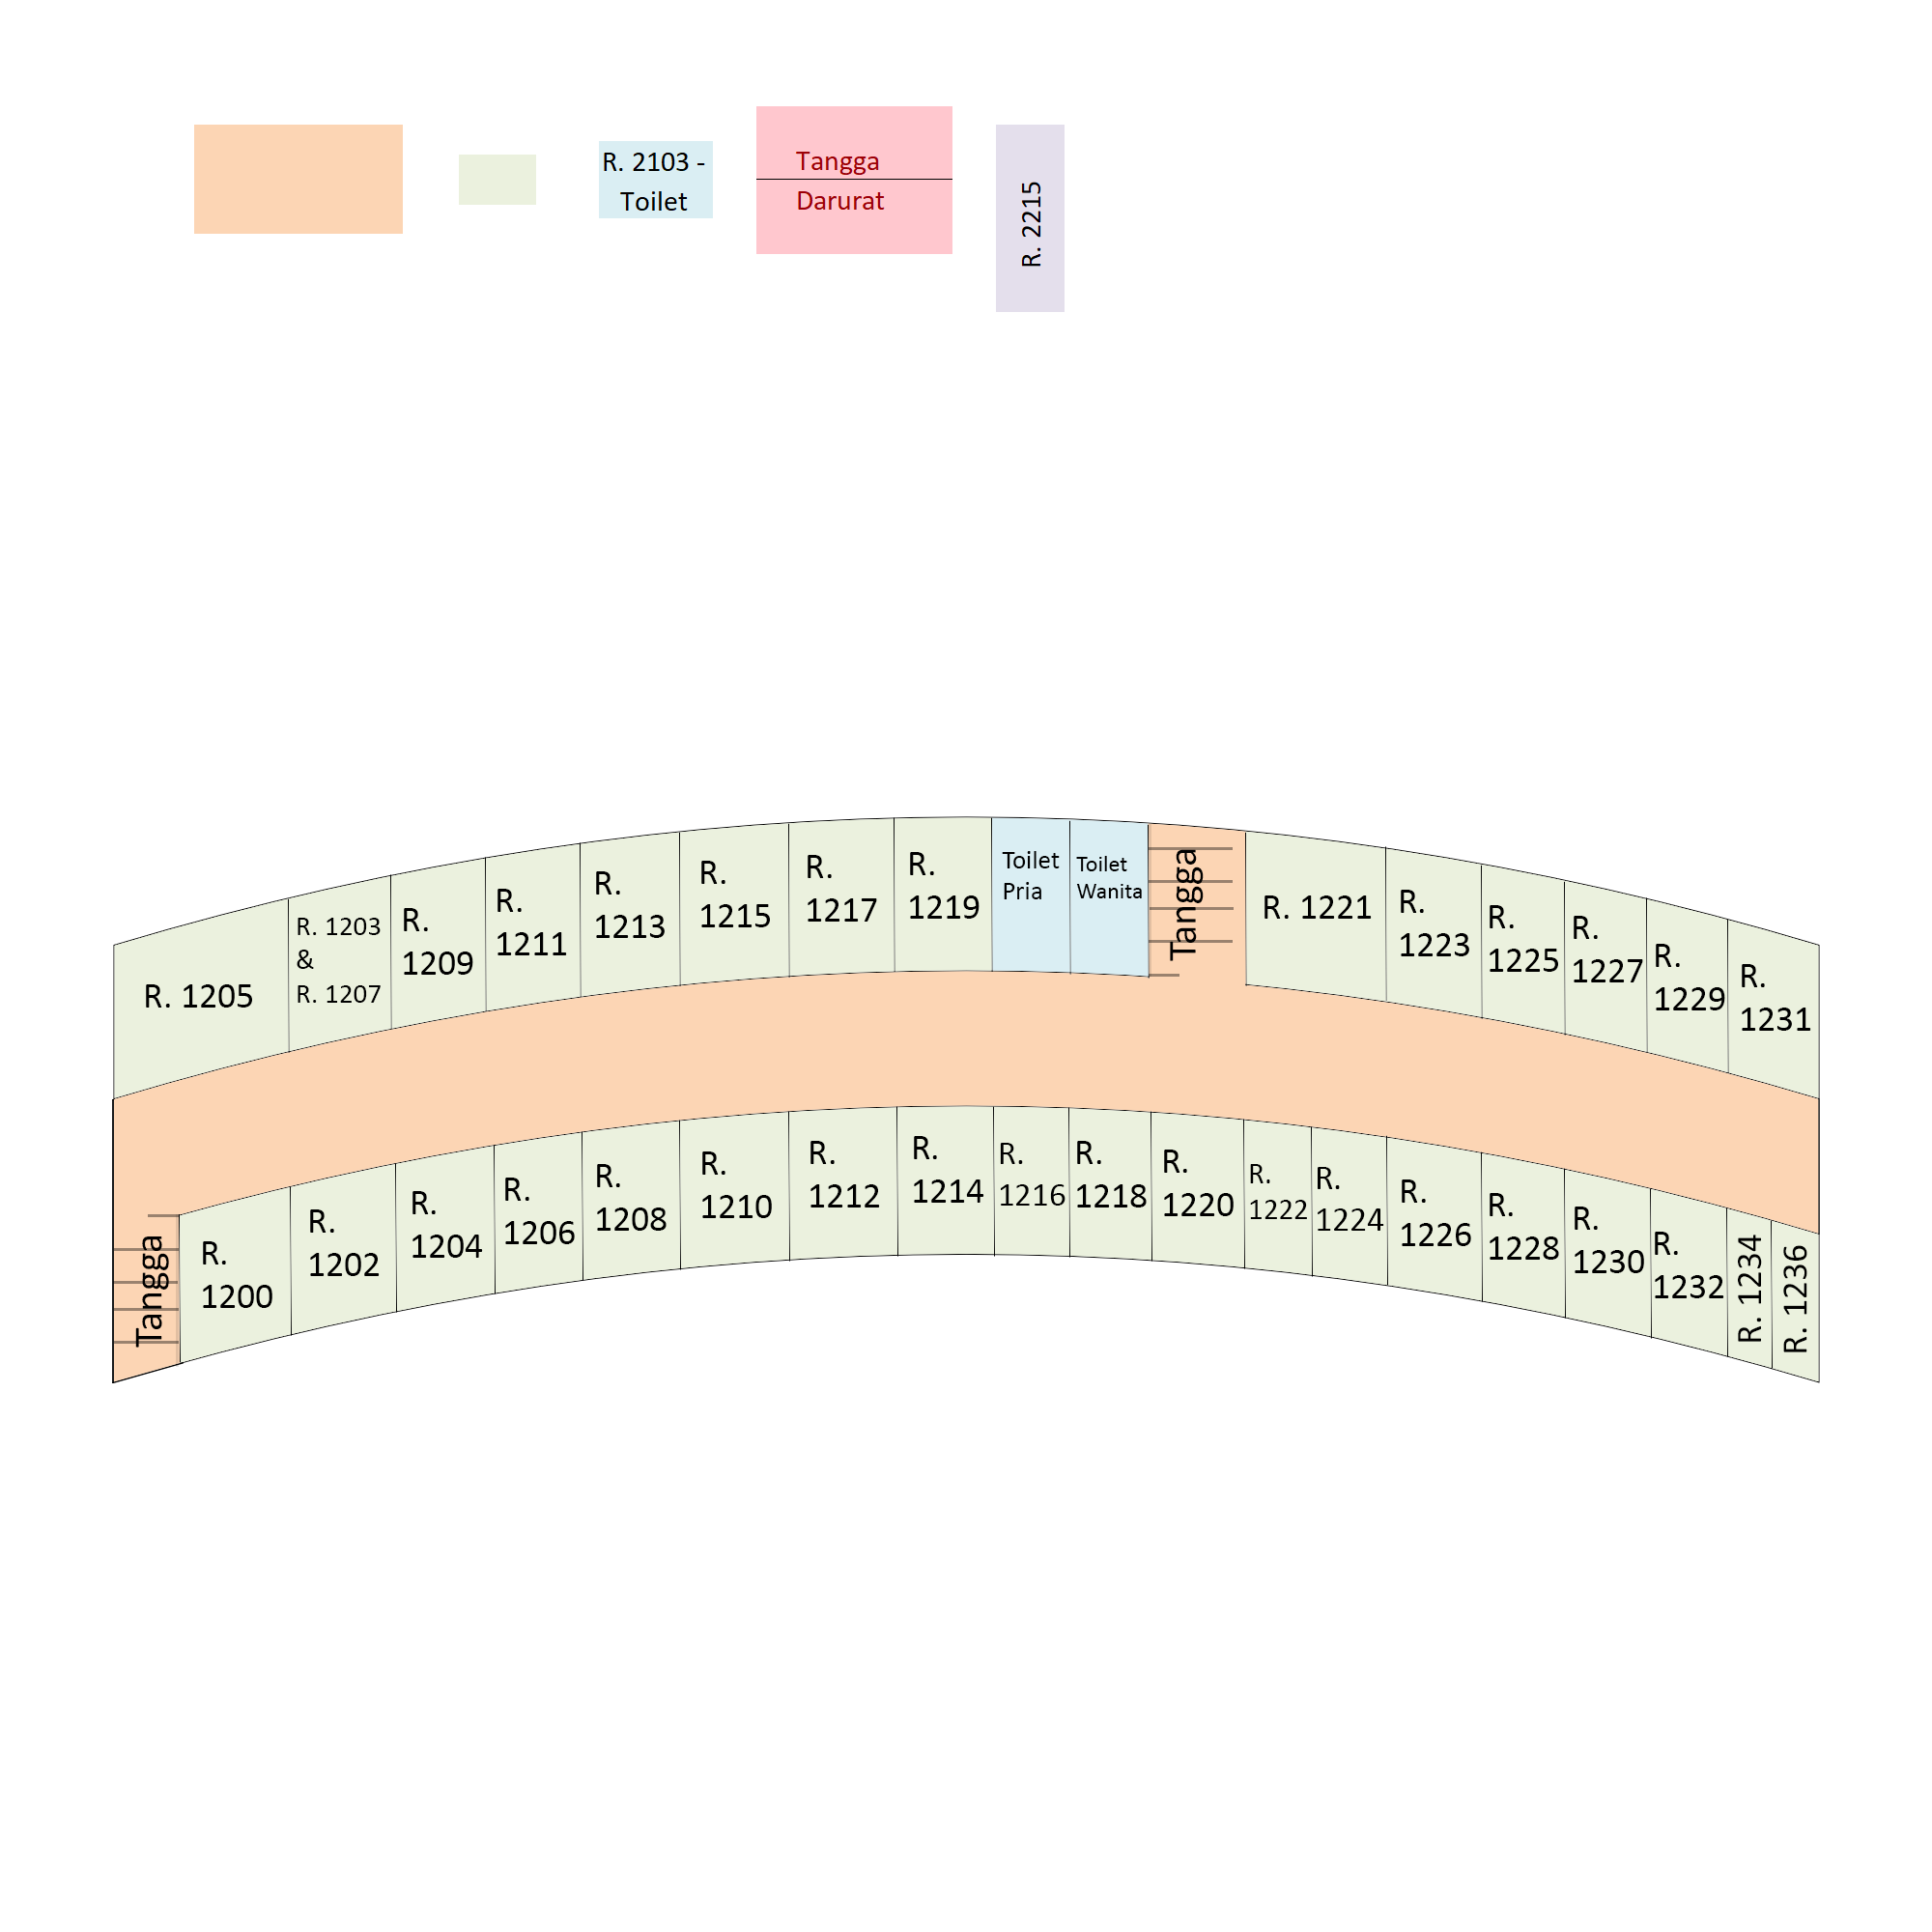 R. 2103 -
Toilet
Tangga
Darurat
R. 2215
R. 1205
R. 1203
&
R. 1207
R.
1209
R.
1211
R.
1213
R.
1215
R.
1217
R.
1219
Toilet
Pria
Toilet
Wanita
Tangga
R. 1221
R.
1223
R.
1225
R.
1227
R.
1229
R.
1231
Tangga
R.
1200
R.
1202
R.
1204
R.
1206
R.
1208
R.
1210
R.
1212
R.
1214
R.
1216
R.
1218
R.
1220
R.
1222
R.
1224
R.
1226
R.
1228
R.
1230
R.
1232
R. 1234
R. 1236